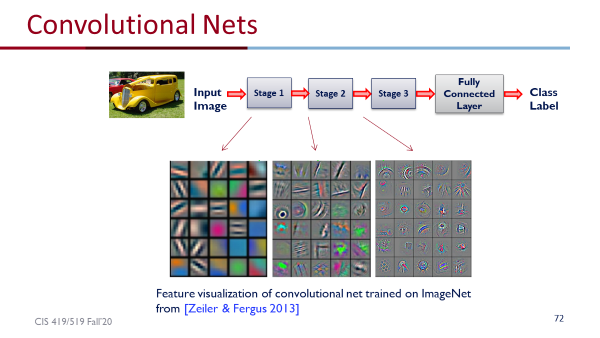 Convolutional Nets
Input
Image
Stage 1
Stage 2
Stage 3
Fully
Connected
Layer
Class
Label
Feature visualization of convolutional net trained on ImageNet
from [Zeiler & Fergus 2013]
CIS 419/519 Fall'20
72